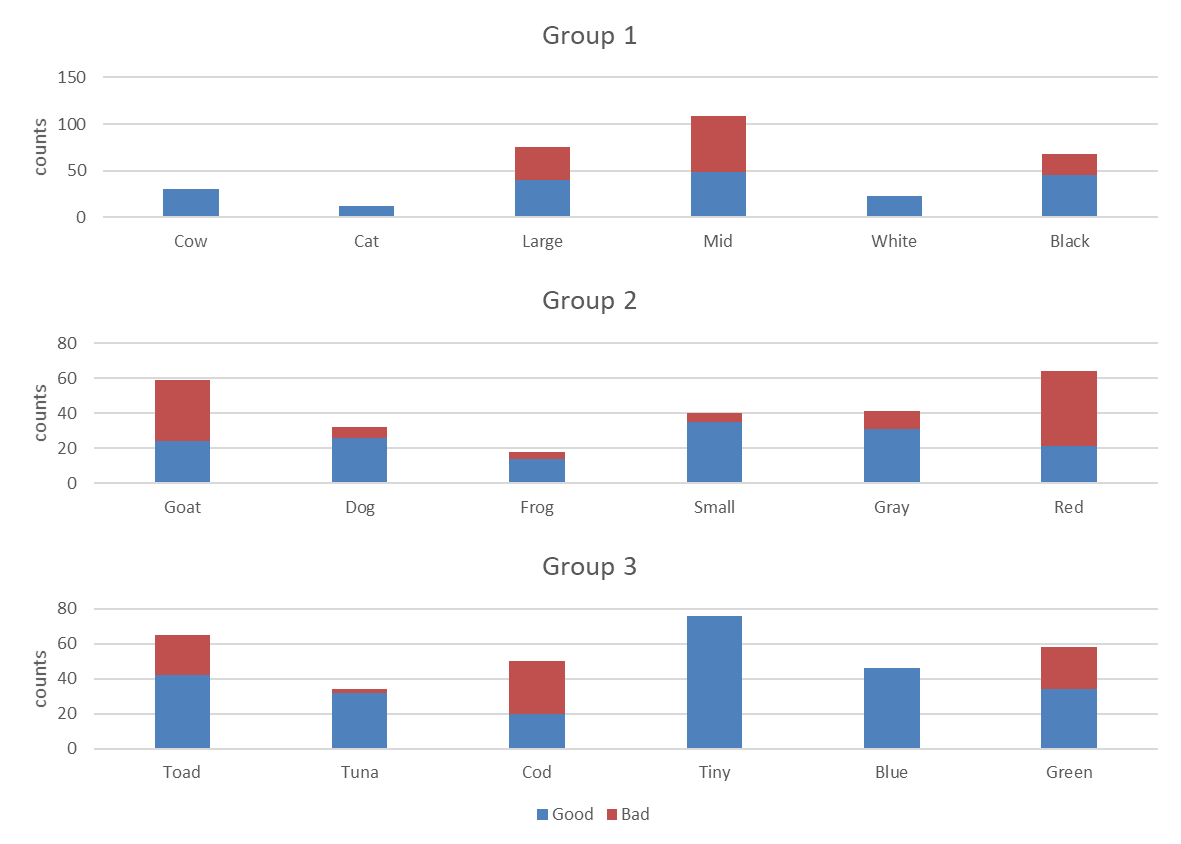 Group 1
150
100
50
0
counts
Cow Cat Large Mid White Black
Group 2
80
60
40
20
0
counts
Goat Dog Frog Small Gray Red
Group 3
80
60
40
20
0
counts
Toad Tuna Cod Tiny Blue Green
Good Bad